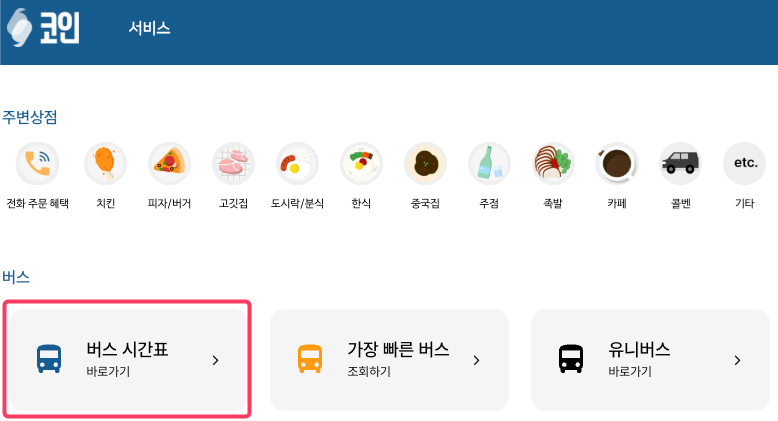 코인
서비스
주변상점
etc.
전화 주문 혜택
치킨
피자/버거
고깃집
도시락/분식
한식
중국집
주점
족발
카페
콜벤
기타
버스
버스 시간표
바로가기
가장 빠른 버스
조회하기
유니버스
바로가기